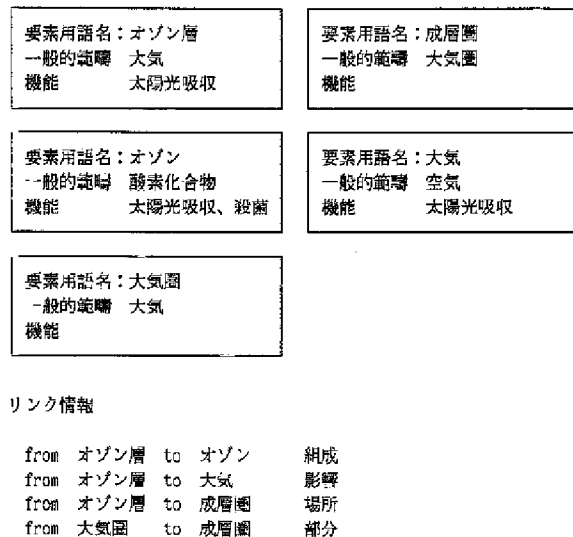 要素用語名：オゾン層
一般的範疇　大気
機能　太陽光吸収
要素用語名：成層圏
一般的範疇　大気圏
機能
要素用語名：オゾン
一般的範疇　酸素化合物
機能　太陽光吸収、殺菌
要素用語名：大気
一般的範疇　空気
機能　太陽光吸収
要素用語名：大気圏
一般的範疇　大気
機能
リンク情報
from オゾン層 to オゾン　組成
from オゾン層 to 大気　影響
from オゾン層 to 成層圏　場所
from 大気圏 to 成層圏　部分